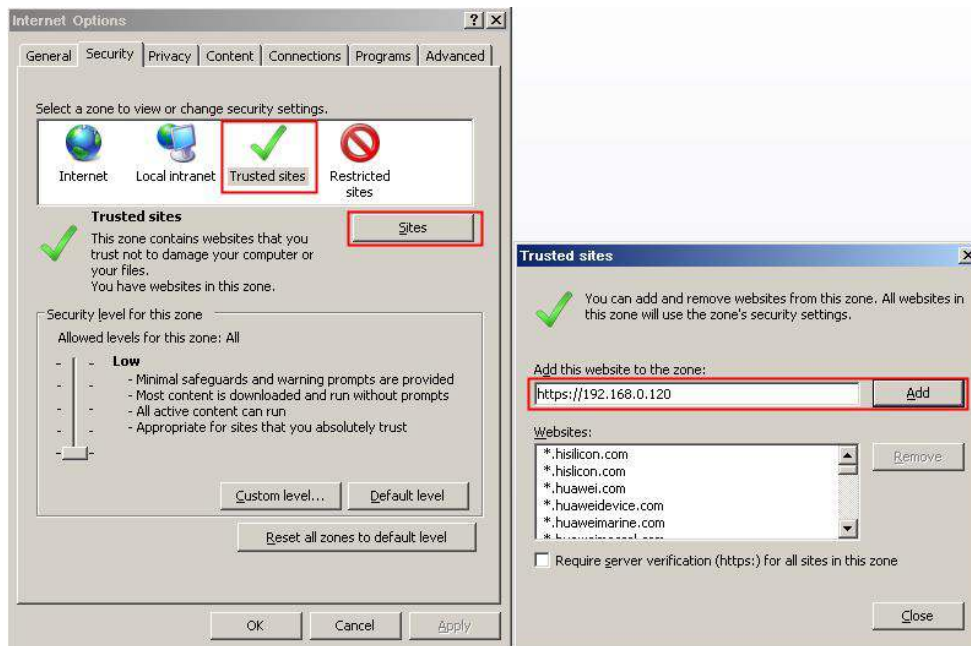 Internet Options
General Security Privacy Content Connections Programs Advanced
Select a zone to view or change security settings.
Internet
Local intranet
Trusted sites
Restricted
sites
Trusted sites
Sites
This zone contains websites that you
trust not to damage your computer or
your files.
You have websites in this zone.
Security level for this zone
Allowed levels for this zone: All
Low
- Minimal safeguards and warning prompts are provided
- Most content is downloaded and run without prompts
- All active content can run
- Appropriate for sites that you absolutely trust
Custom level... Default level
Reset all zones to default level
OK Cancel Apply
Trusted sites
You can add and remove websites from this zone. All websites in
this zone will use the zone's security settings.
Add this website to the zone:
https://192.168.0.120 Add
Websites:
*.hisilicon.com
*.hislicon.com
*.huawei.com
*.huaweidevice.com
*.huaweimarine.com
Remove
Require server verification (https:) for all sites in this zone
Close